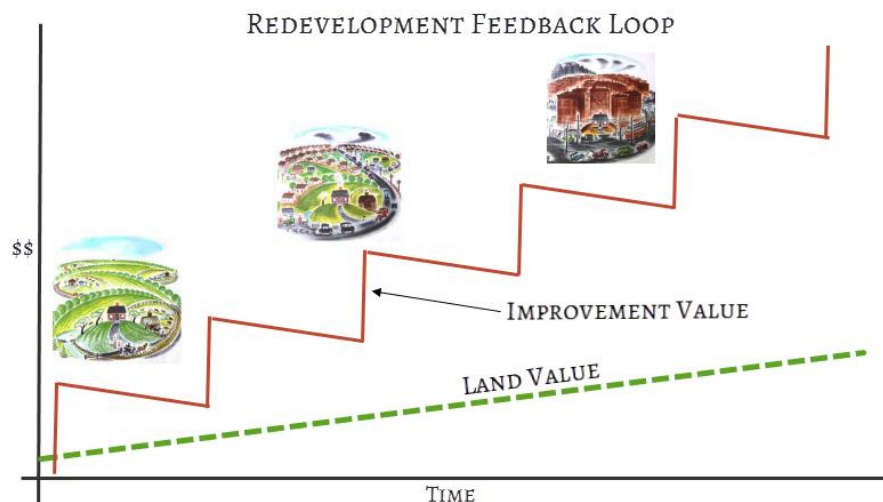 Redevelopment Feedback Loop
$$
Improvement Value
Land Value
Time